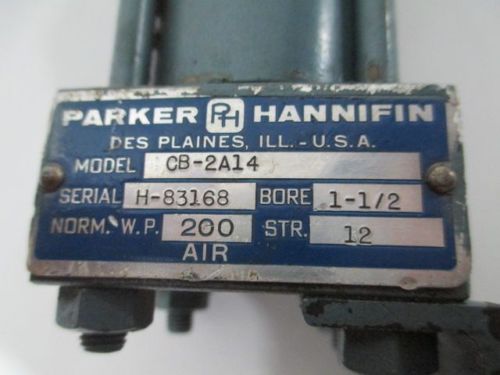 PARKER PH HANNIFIN
DES PLAINES, ILL. - U.S.A.
MODEL CB-2A14
SERIAL H-83168 BORE 1-1/2
NORM. W.P. 200 STR. 12
AIR